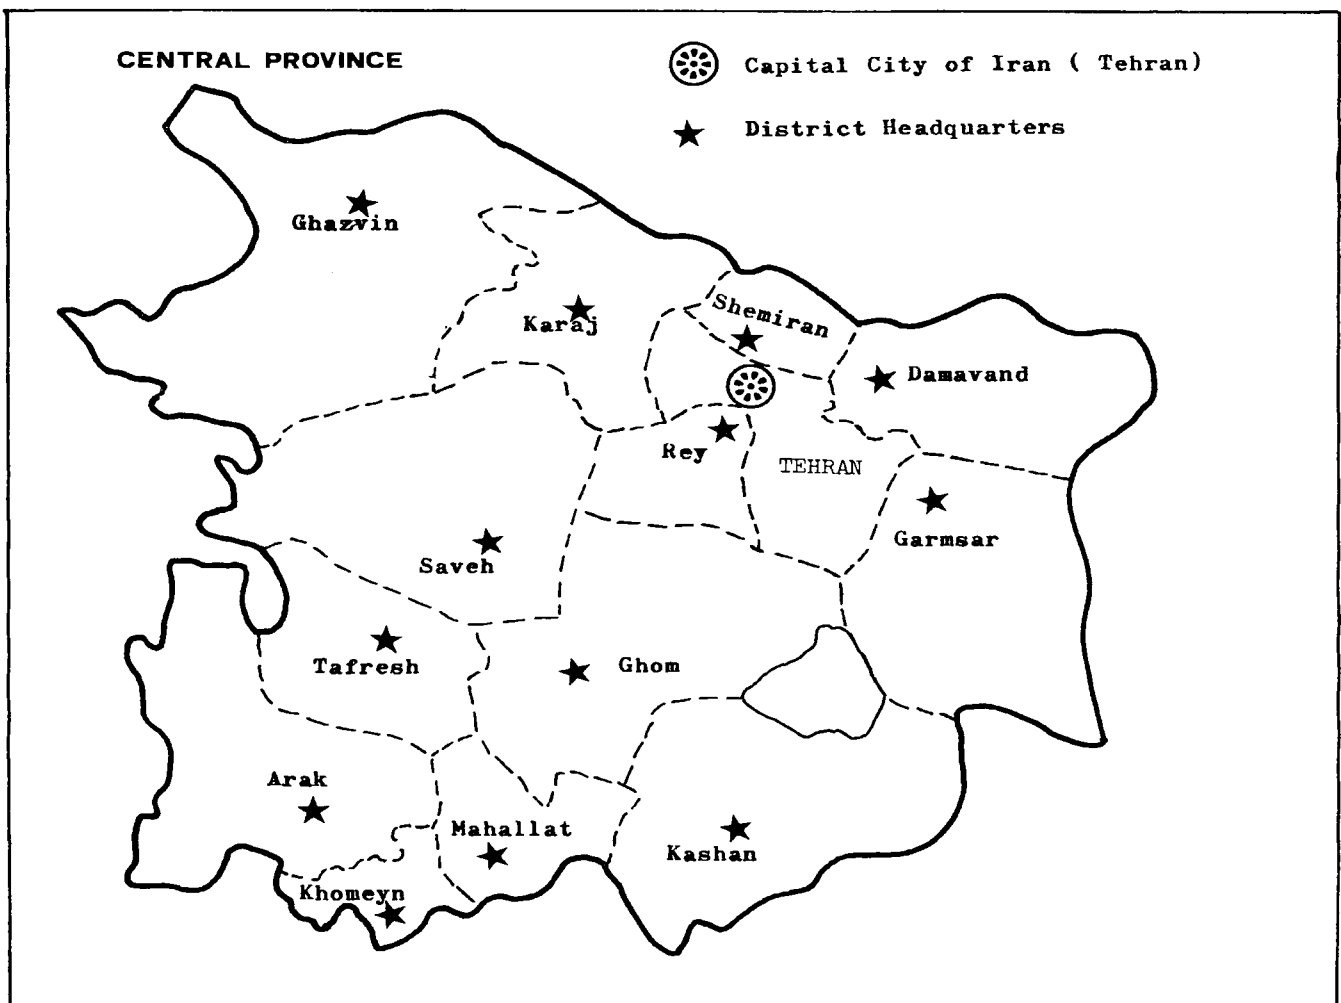 CENTRAL PROVINCE
Capital City of Iran ( Tehran)
District Headquarters
Ghazvin
Karaj
Shemiran
Damavand
Rey
TEHRAN
Garmsar
Saveh
Tafresh
Ghom
Arak
Mahallat
Kashan
Khomeyn